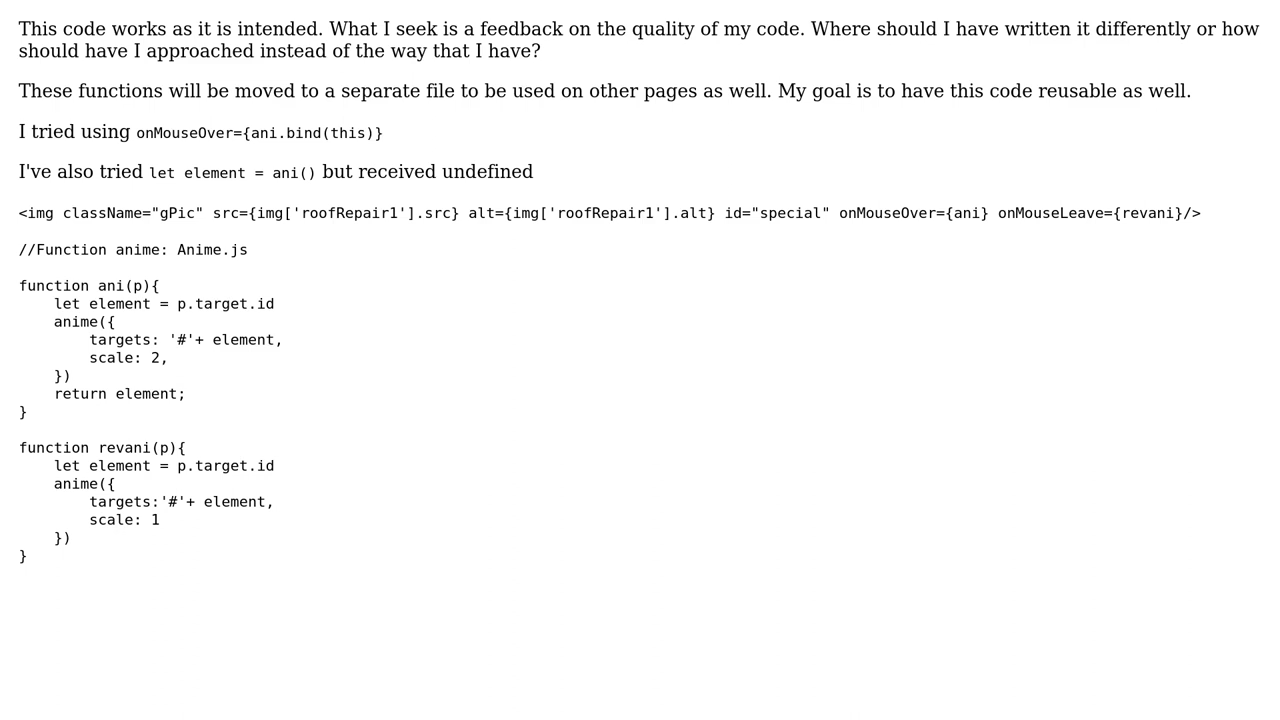 This code works as it is intended. What I seek is a feedback on the quality of my code. Where should I have written it differently or how
should have I approached instead of the way that I have?
These functions will be moved to a separate file to be used on other pages as well. My goal is to have this code reusable as well.
I tried using onMouseOver={ani.bind(this)}
I've also tried let element = ani() but received undefined
<img className="gPic" src={img['roofRepair1'].src} alt={img['roofRepair1'].alt} id="special" onMouseOver={ani} onMouseLeave={revani}/>
//Function anime: Anime.js
function ani(p){
    let element = p.target.id
    anime({
        targets: '#'+ element,
        scale: 2,
    })
    return element;
}
function revani(p){
    let element = p.target.id
    anime({
        targets:'#'+ element,
        scale: 1
    })
}